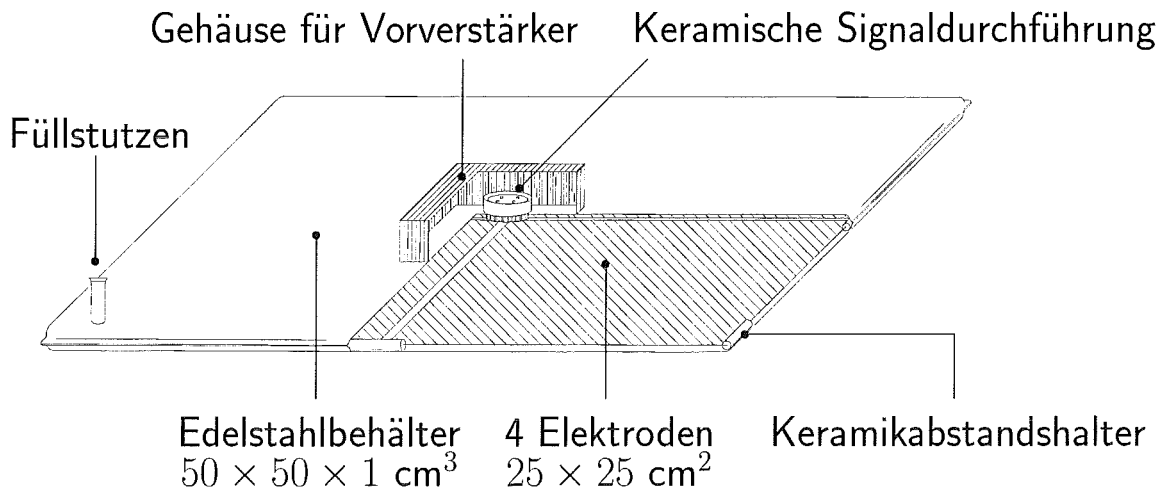 Gehäuse für Vorverstärker
Keramische Signaldurchführung
Füllstutzen
Edelstahlbehälter
50 × 50 × 1 cm³
4 Elektroden
25 × 25 cm²
Keramikabstandshalter